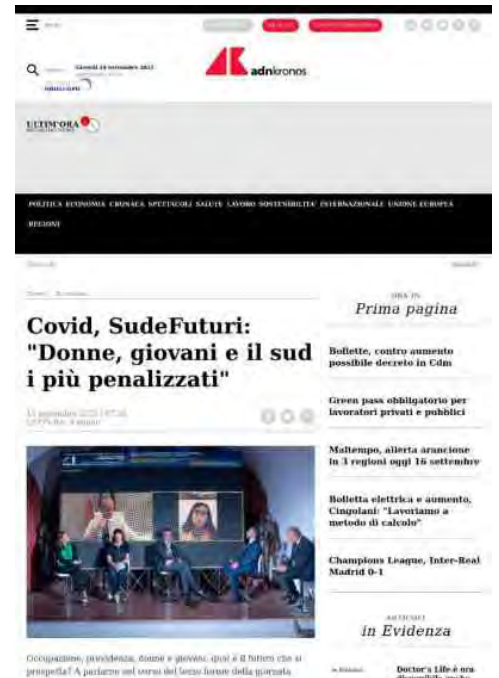 adnkronos
ULTIM'ORA
POLITICA ECONOMIA CRONACA SPETTACOLI SALUTE LAVORO SOSTENIBILITA' INTERNAZIONALE UNIONE EUROPEA
REGIONI
Covid, SudeFuturi:
"Donne, giovani e il sud
i più penalizzati"
Occupazione, previdenza, donne e giovani, qual è il futuro che si
prospetta? A parlarne nel corso del terzo forum della giornata
ORA IN
Prima pagina
Bollette, contro aumento
possibile decreto in Cdm
Green pass obbligatorio per
lavoratori privati e pubblici
Maltempo, allerta arancione
in 3 regioni oggi 16 settembre
Bolletta elettrica e aumento,
Cingolani: "Lavoriamo a
metodo di calcolo"
Champions League, Inter-Real
Madrid 0-1
ARTICOLI
in Evidenza
Doctor's Life è ora